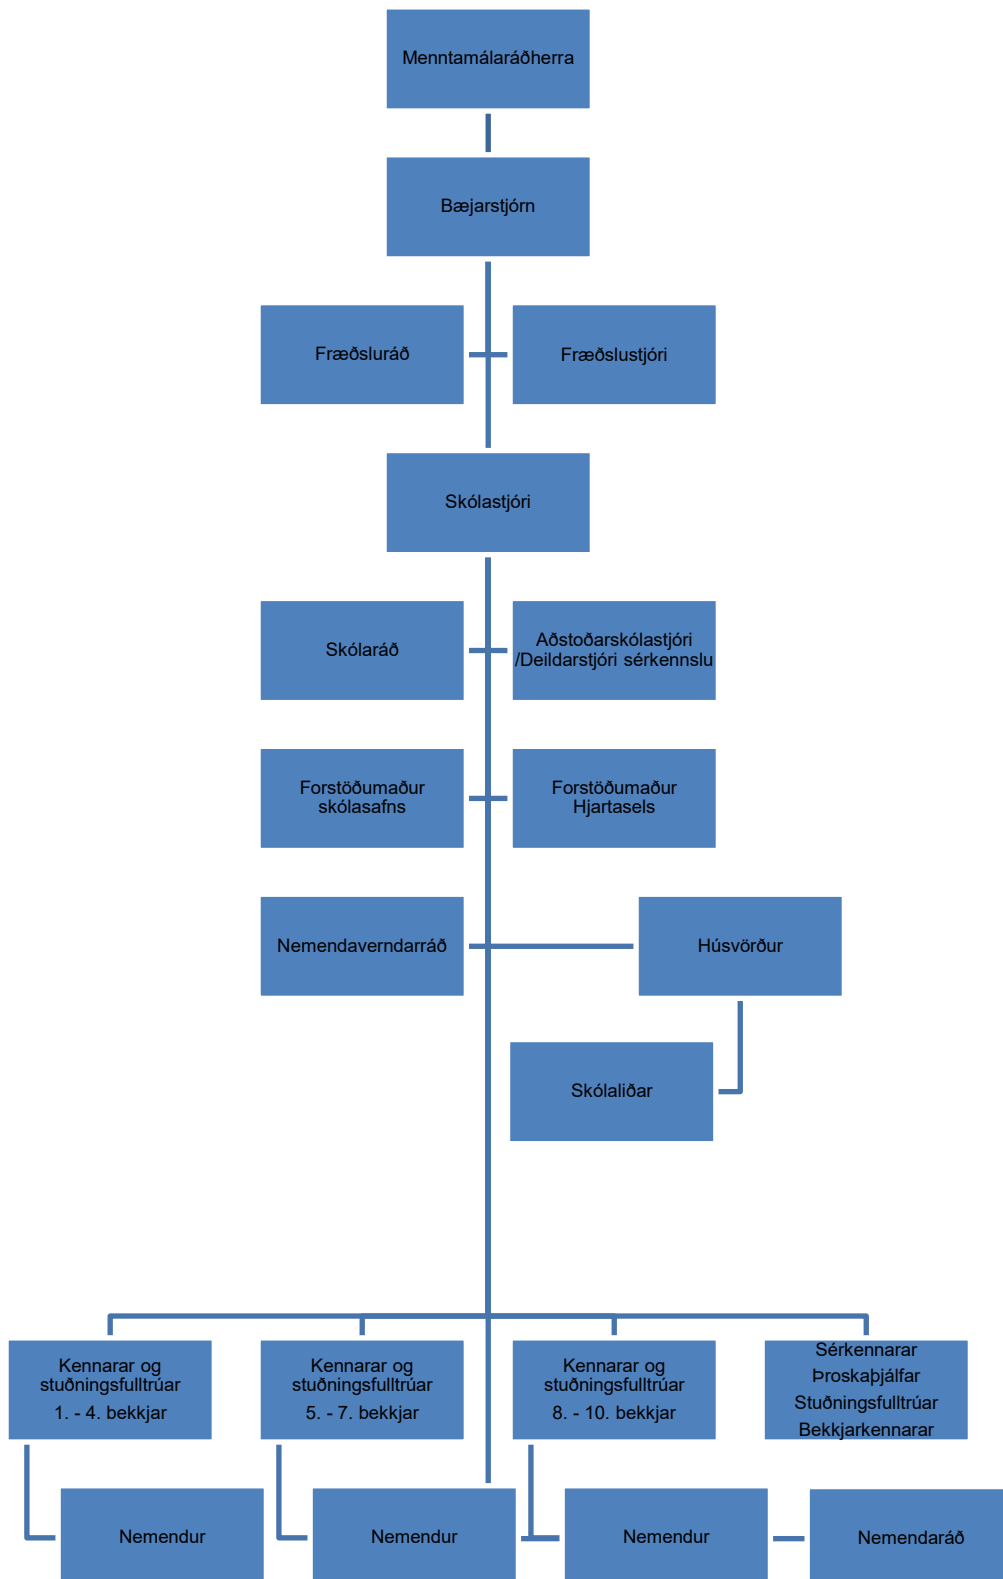 Menntamálaráðherra
Bæjarstjórn
Fræðsluráð
Fræðslustjóri
Skólastjóri
Skólaráð
Aðstoðarskólastjóri
/Deildarstjóri sérkennslu
Forstöðumaður
skólasafns
Forstöðumaður
Hjartasels
Nemendaverndarráð
Húsvörður
Skólaliðar
Kennarar og
stuðningsfulltrúar
1. - 4. bekkjar
Kennarar og
stuðningsfulltrúar
5. - 7. bekkjar
Kennarar og
stuðningsfulltrúar
8. - 10. bekkjar
Sérkennarar
Þroskaþjálfar
Stuðningsfulltrúar
Bekkjarkennarar
Nemendur
Nemendur
Nemendur
Nemendaráð